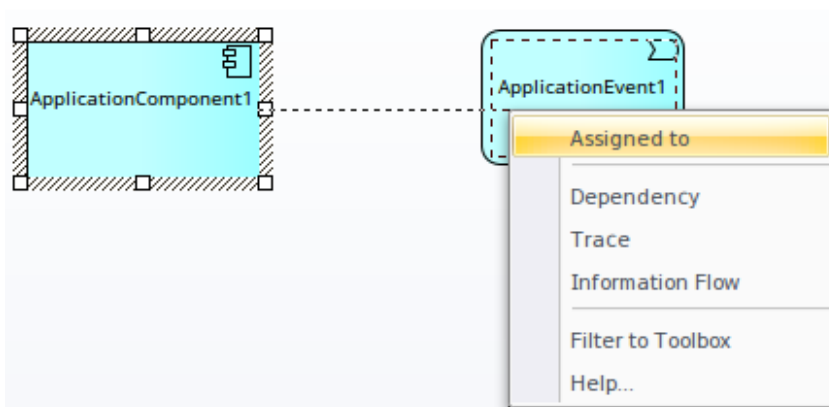 ApplicationComponent1
ApplicationEvent1
Assigned to
Dependency
Trace
Information Flow
Filter to Toolbox
Help...